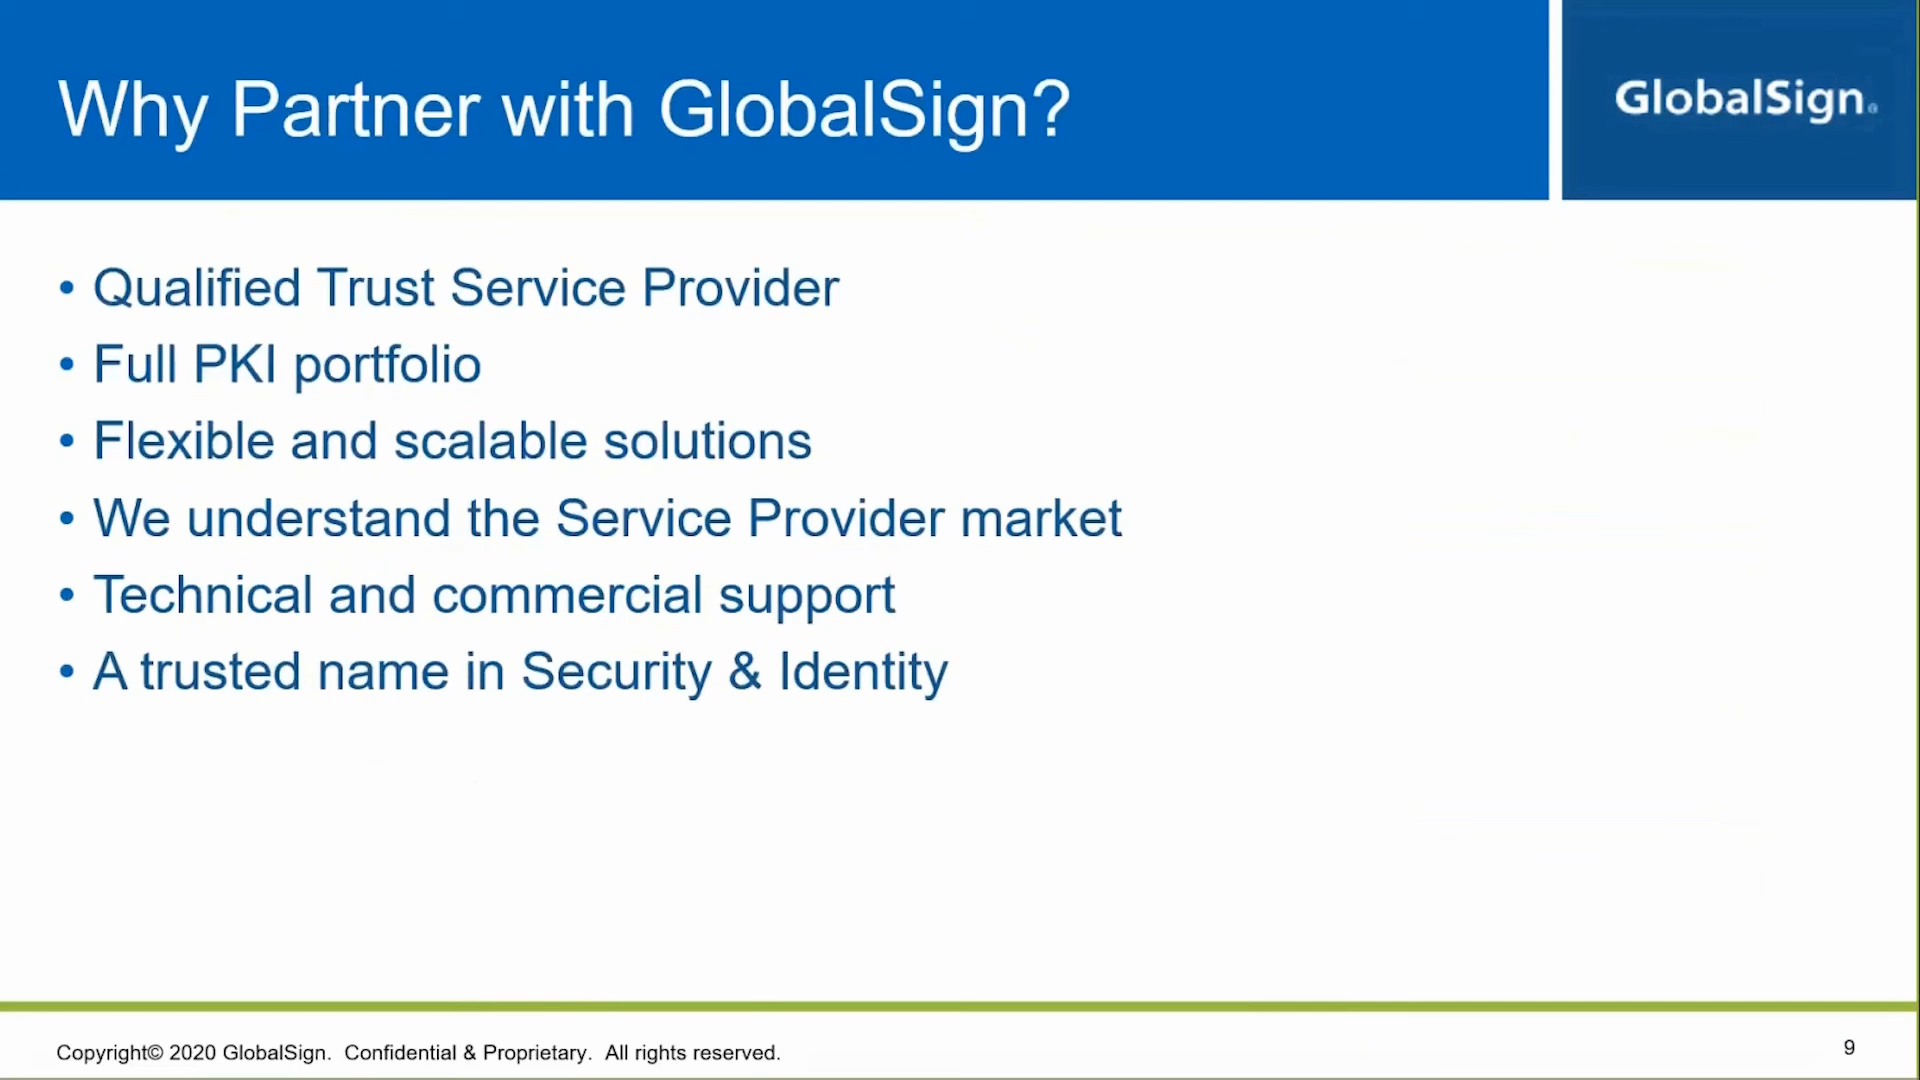 Why Partner with GlobalSign?
GlobalSign
• Qualified Trust Service Provider
• Full PKI portfolio
• Flexible and scalable solutions
• We understand the Service Provider market
• Technical and commercial support
• A trusted name in Security & Identity
Copyright© 2020 GlobalSign.  Confidential & Proprietary.  All rights reserved.
9